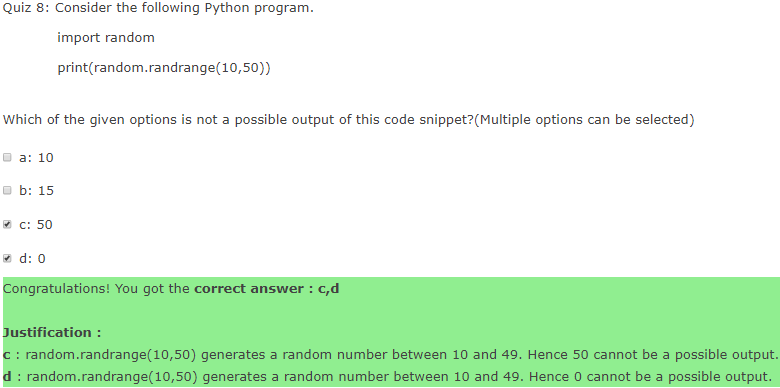 Quiz 8: Consider the following Python program.
import random
print(random.randrange(10,50))
Which of the given options is not a possible output of this code snippet?(Multiple options can be selected)
a: 10
b: 15
c: 50
d: 0
Congratulations! You got the correct answer : c,d
Justification :
c : random.randrange(10,50) generates a random number between 10 and 49. Hence 50 cannot be a possible output.
d : random.randrange(10,50) generates a random number between 10 and 49. Hence 0 cannot be a possible output.